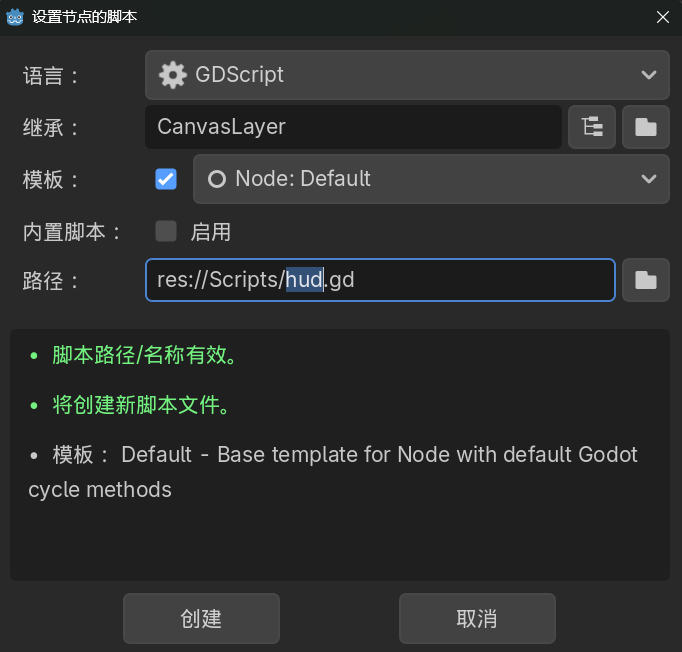 设置节点的脚本
语言： GDScript
继承： CanvasLayer
模板： Node: Default
内置脚本： 启用
路径： res://Scripts/hud.gd
• 脚本路径/名称有效。
• 将创建新脚本文件。
• 模板： Default - Base template for Node with default Godot
cycle methods
创建 取消